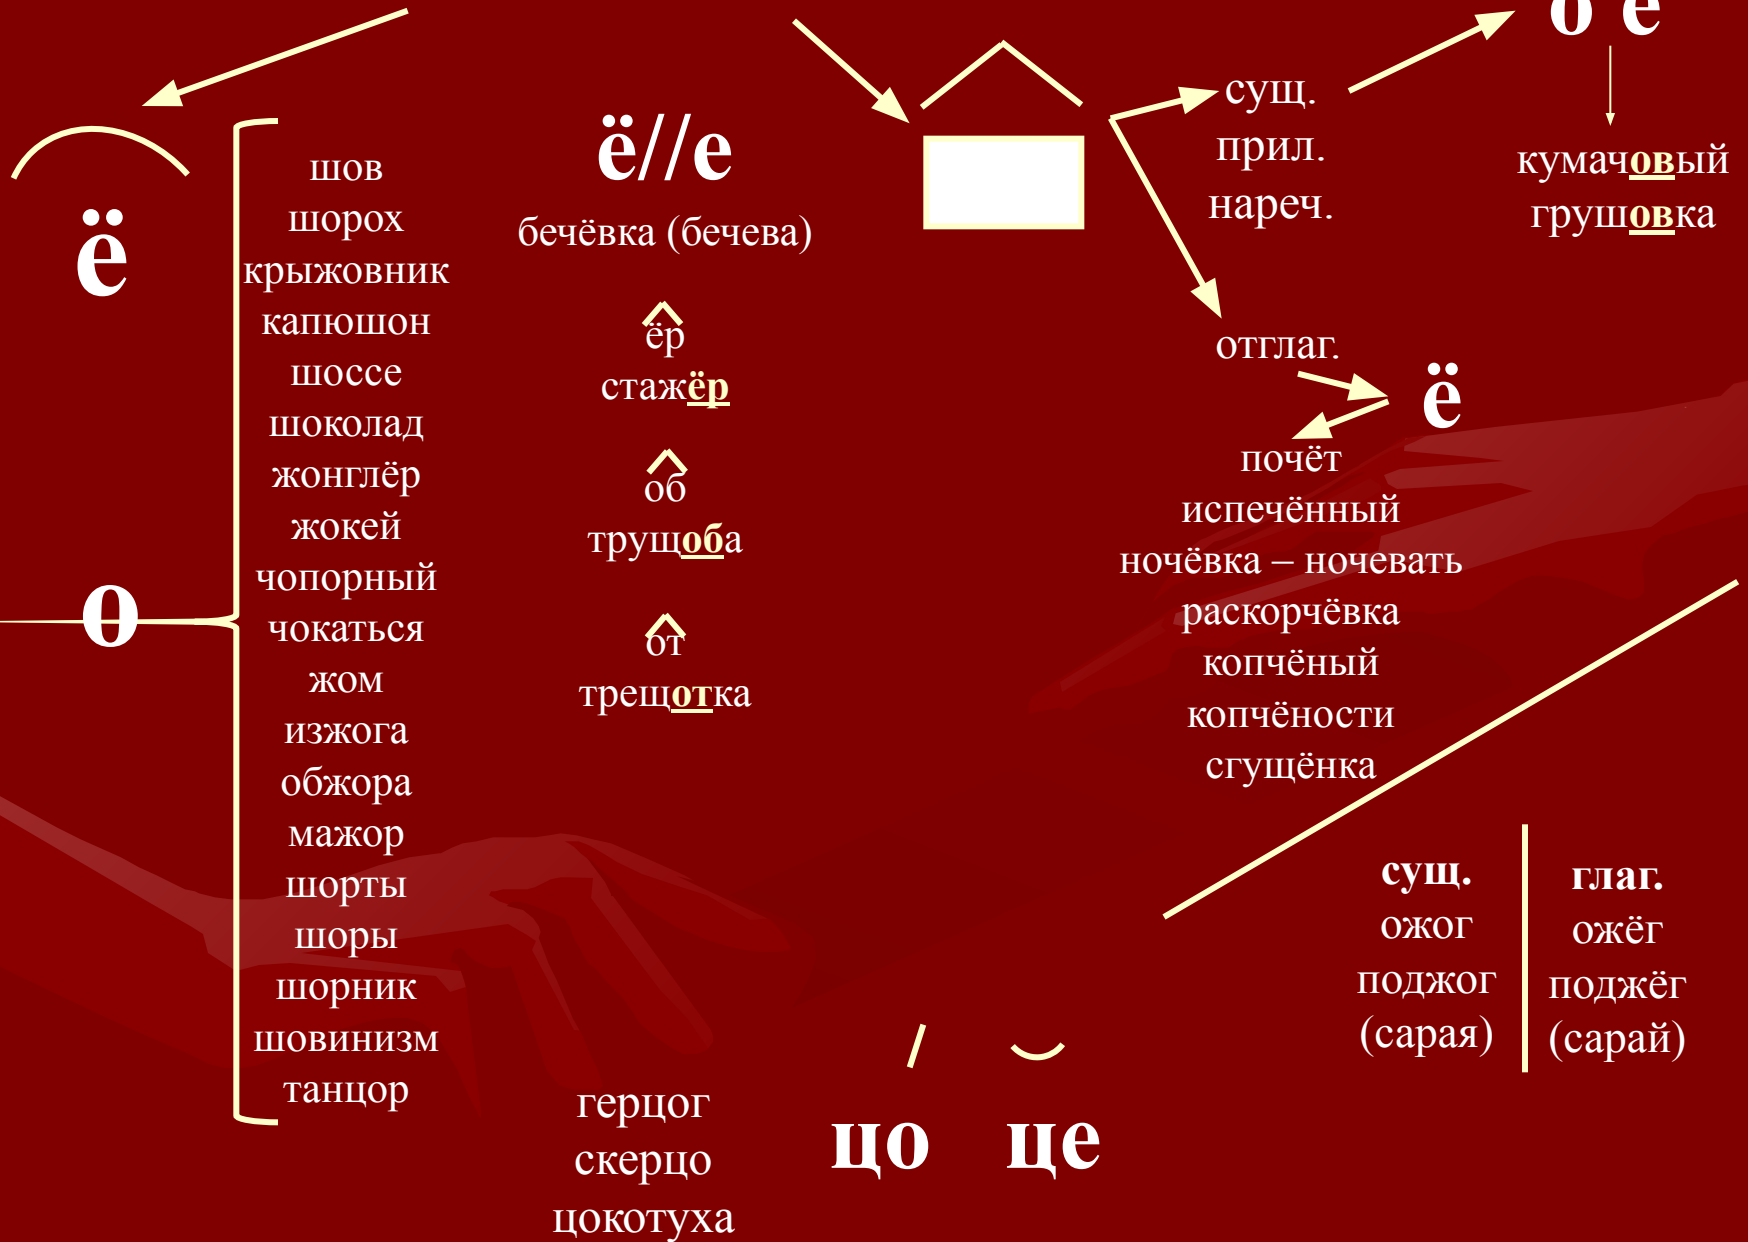 ё
о
шов
шорох
крыжовник
капюшон
шоссе
шоколад
жонглёр
жокей
чопорный
чокаться
жом
изжога
обжора
мажор
шорты
шоры
шорник
шовинизм
танцор
ё//е
бечёвка (бечева)
ёр
стажёр
об
трущоба
от
трещотка
сущ.
прил.
нареч.
о е
кумачовый
грушовка
отглаг.
ё
почёт
испечённый
ночёвка – ночевать
раскорчёвка
копчёный
копчёности
сгущёнка
сущ.
ожог
поджог
(сарая)
глаг.
ожёг
поджёг
(сарай)
герцог
скерцо
цокотуха
цо це